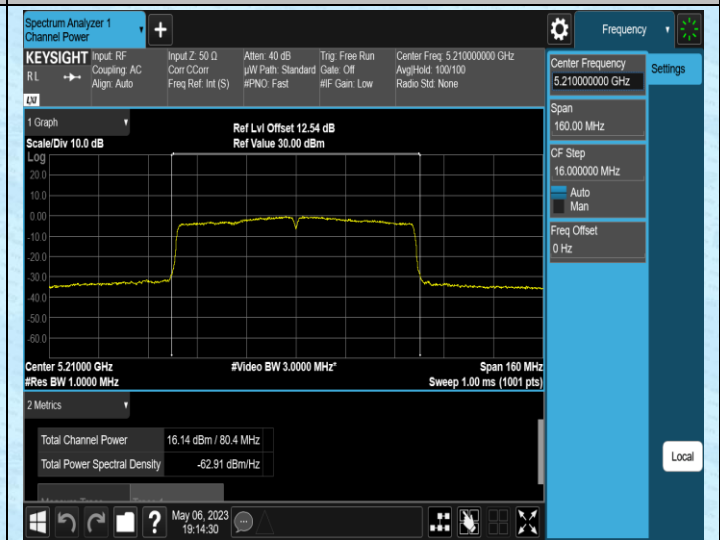 Spectrum Analyzer 1
Channel Power
+
Frequency
KEYSIGHT
R L
LXI
Input: RF
Coupling: AC
Align: Auto
Input Z: 50 Ω
Corr CCorr
Freq Ref: Int (S)
Atten: 40 dB
µW Path: Standard
#PNO: Fast
Trig: Free Run
Gate: Off
#IF Gain: Low
Center Freq: 5.210000000 GHz
Avg|Hold: 100/100
Radio Std: None
Center Frequency
5.210000000 GHz
Settings
Span
160.00 MHz
CF Step
16.000000 MHz
Auto
Man
Freq Offset
0 Hz
1 Graph
Scale/Div 10.0 dB
Ref Lvl Offset 12.54 dB
Ref Value 30.00 dBm
Log
20.0
10.0
0.00
-10.0
-20.0
-30.0
-40.0
-50.0
-60.0
Center 5.21000 GHz
#Res BW 1.0000 MHz
#Video BW 3.0000 MHz*
Span 160 MHz
Sweep 1.00 ms (1001 pts)
2 Metrics
Total Channel Power 16.14 dBm / 80.4 MHz
Total Power Spectral Density -62.91 dBm/Hz
Local
?
May 06, 2023
19:14:30